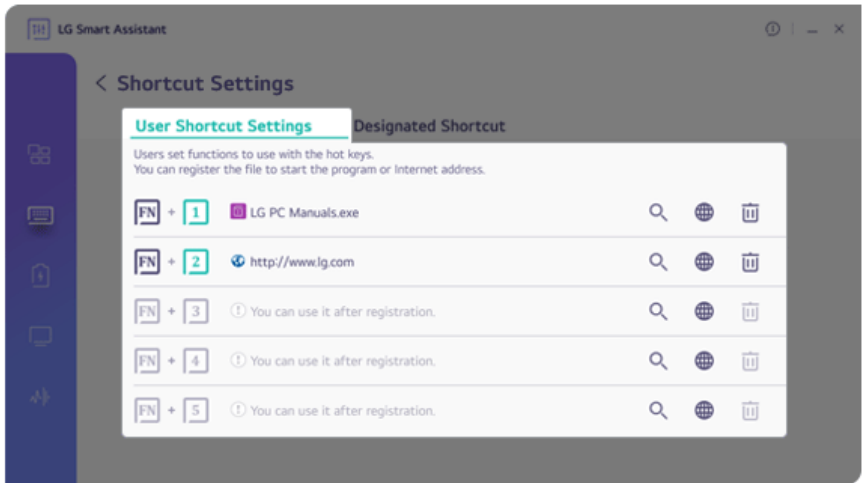 LG Smart Assistant
Shortcut Settings
User Shortcut Settings
Designated Shortcut
Users set functions to use with the hot keys.
You can register the file to start the program or Internet address.
FN + 1 LG PC Manuals.exe
FN + 2 http://www.lg.com
FN + 3 You can use it after registration.
FN + 4 You can use it after registration.
FN + 5 You can use it after registration.